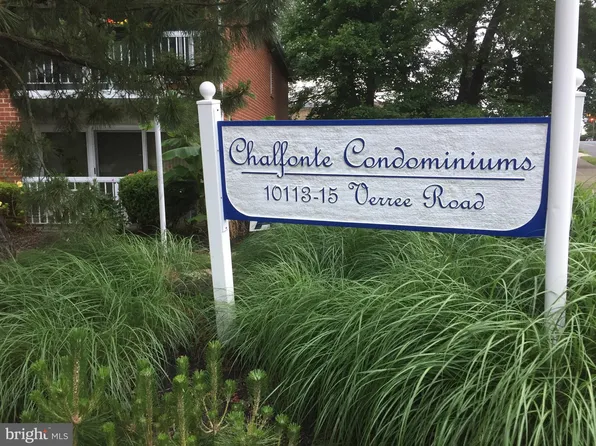 Chalfonte Condominiums
10113-15 Verree Road
bright MLS